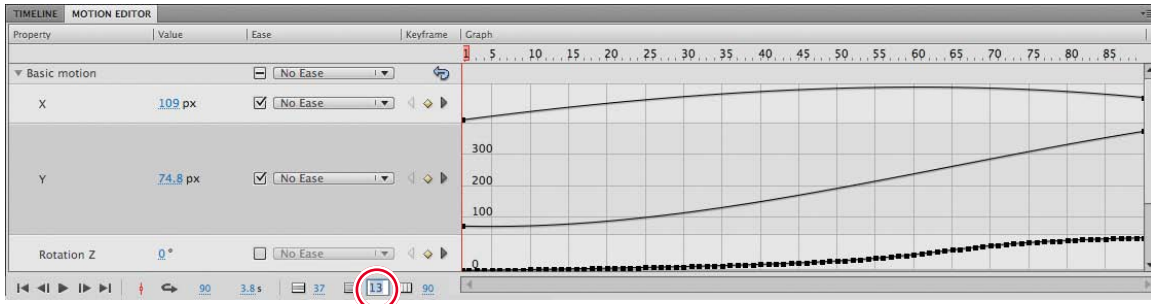 TIMELINE MOTION EDITOR
Property Value Ease Keyframe Graph
1 5 10 15 20 25 30 35 40 45 50 55 60 65 70 75 80 85
Basic motion No Ease
X 109 px No Ease
300
Y 74.8 px No Ease 200
100
Rotation Z 0° No Ease 0
90 3.8 s 37 13 90